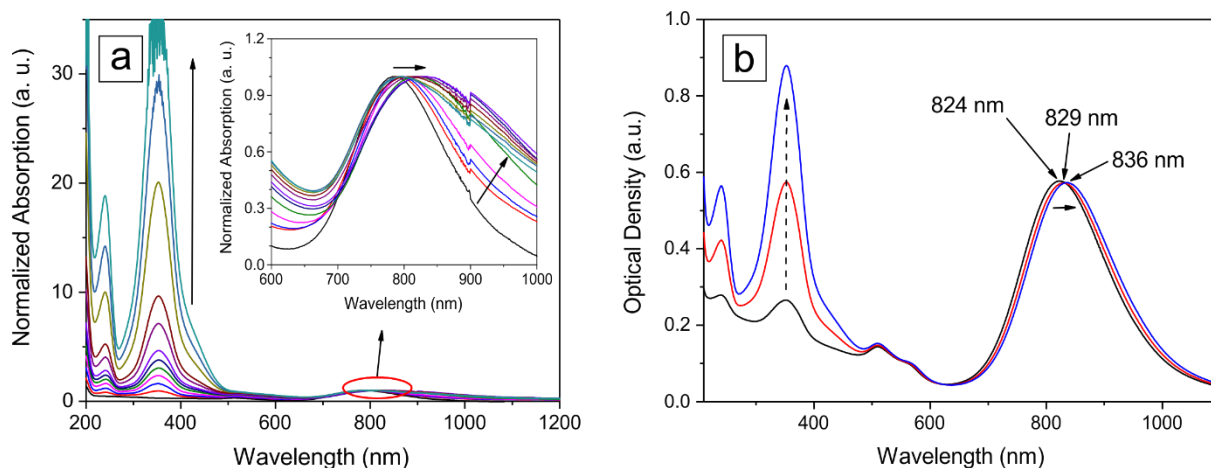 a
Normalized Absorption (a. u.)
30
20
10
0
200 400 600 800 1000 1200
Wavelength (nm)
Normalized Absorption (a. u.)
1.2
0.9
0.6
0.3
0.0
600 700 800 900 1000
Wavelength (nm)
b
Optical Density (a.u.)
1.0
0.8
0.6
0.4
0.2
0.0
400 600 800 1000
Wavelength (nm)
824 nm
829 nm
836 nm